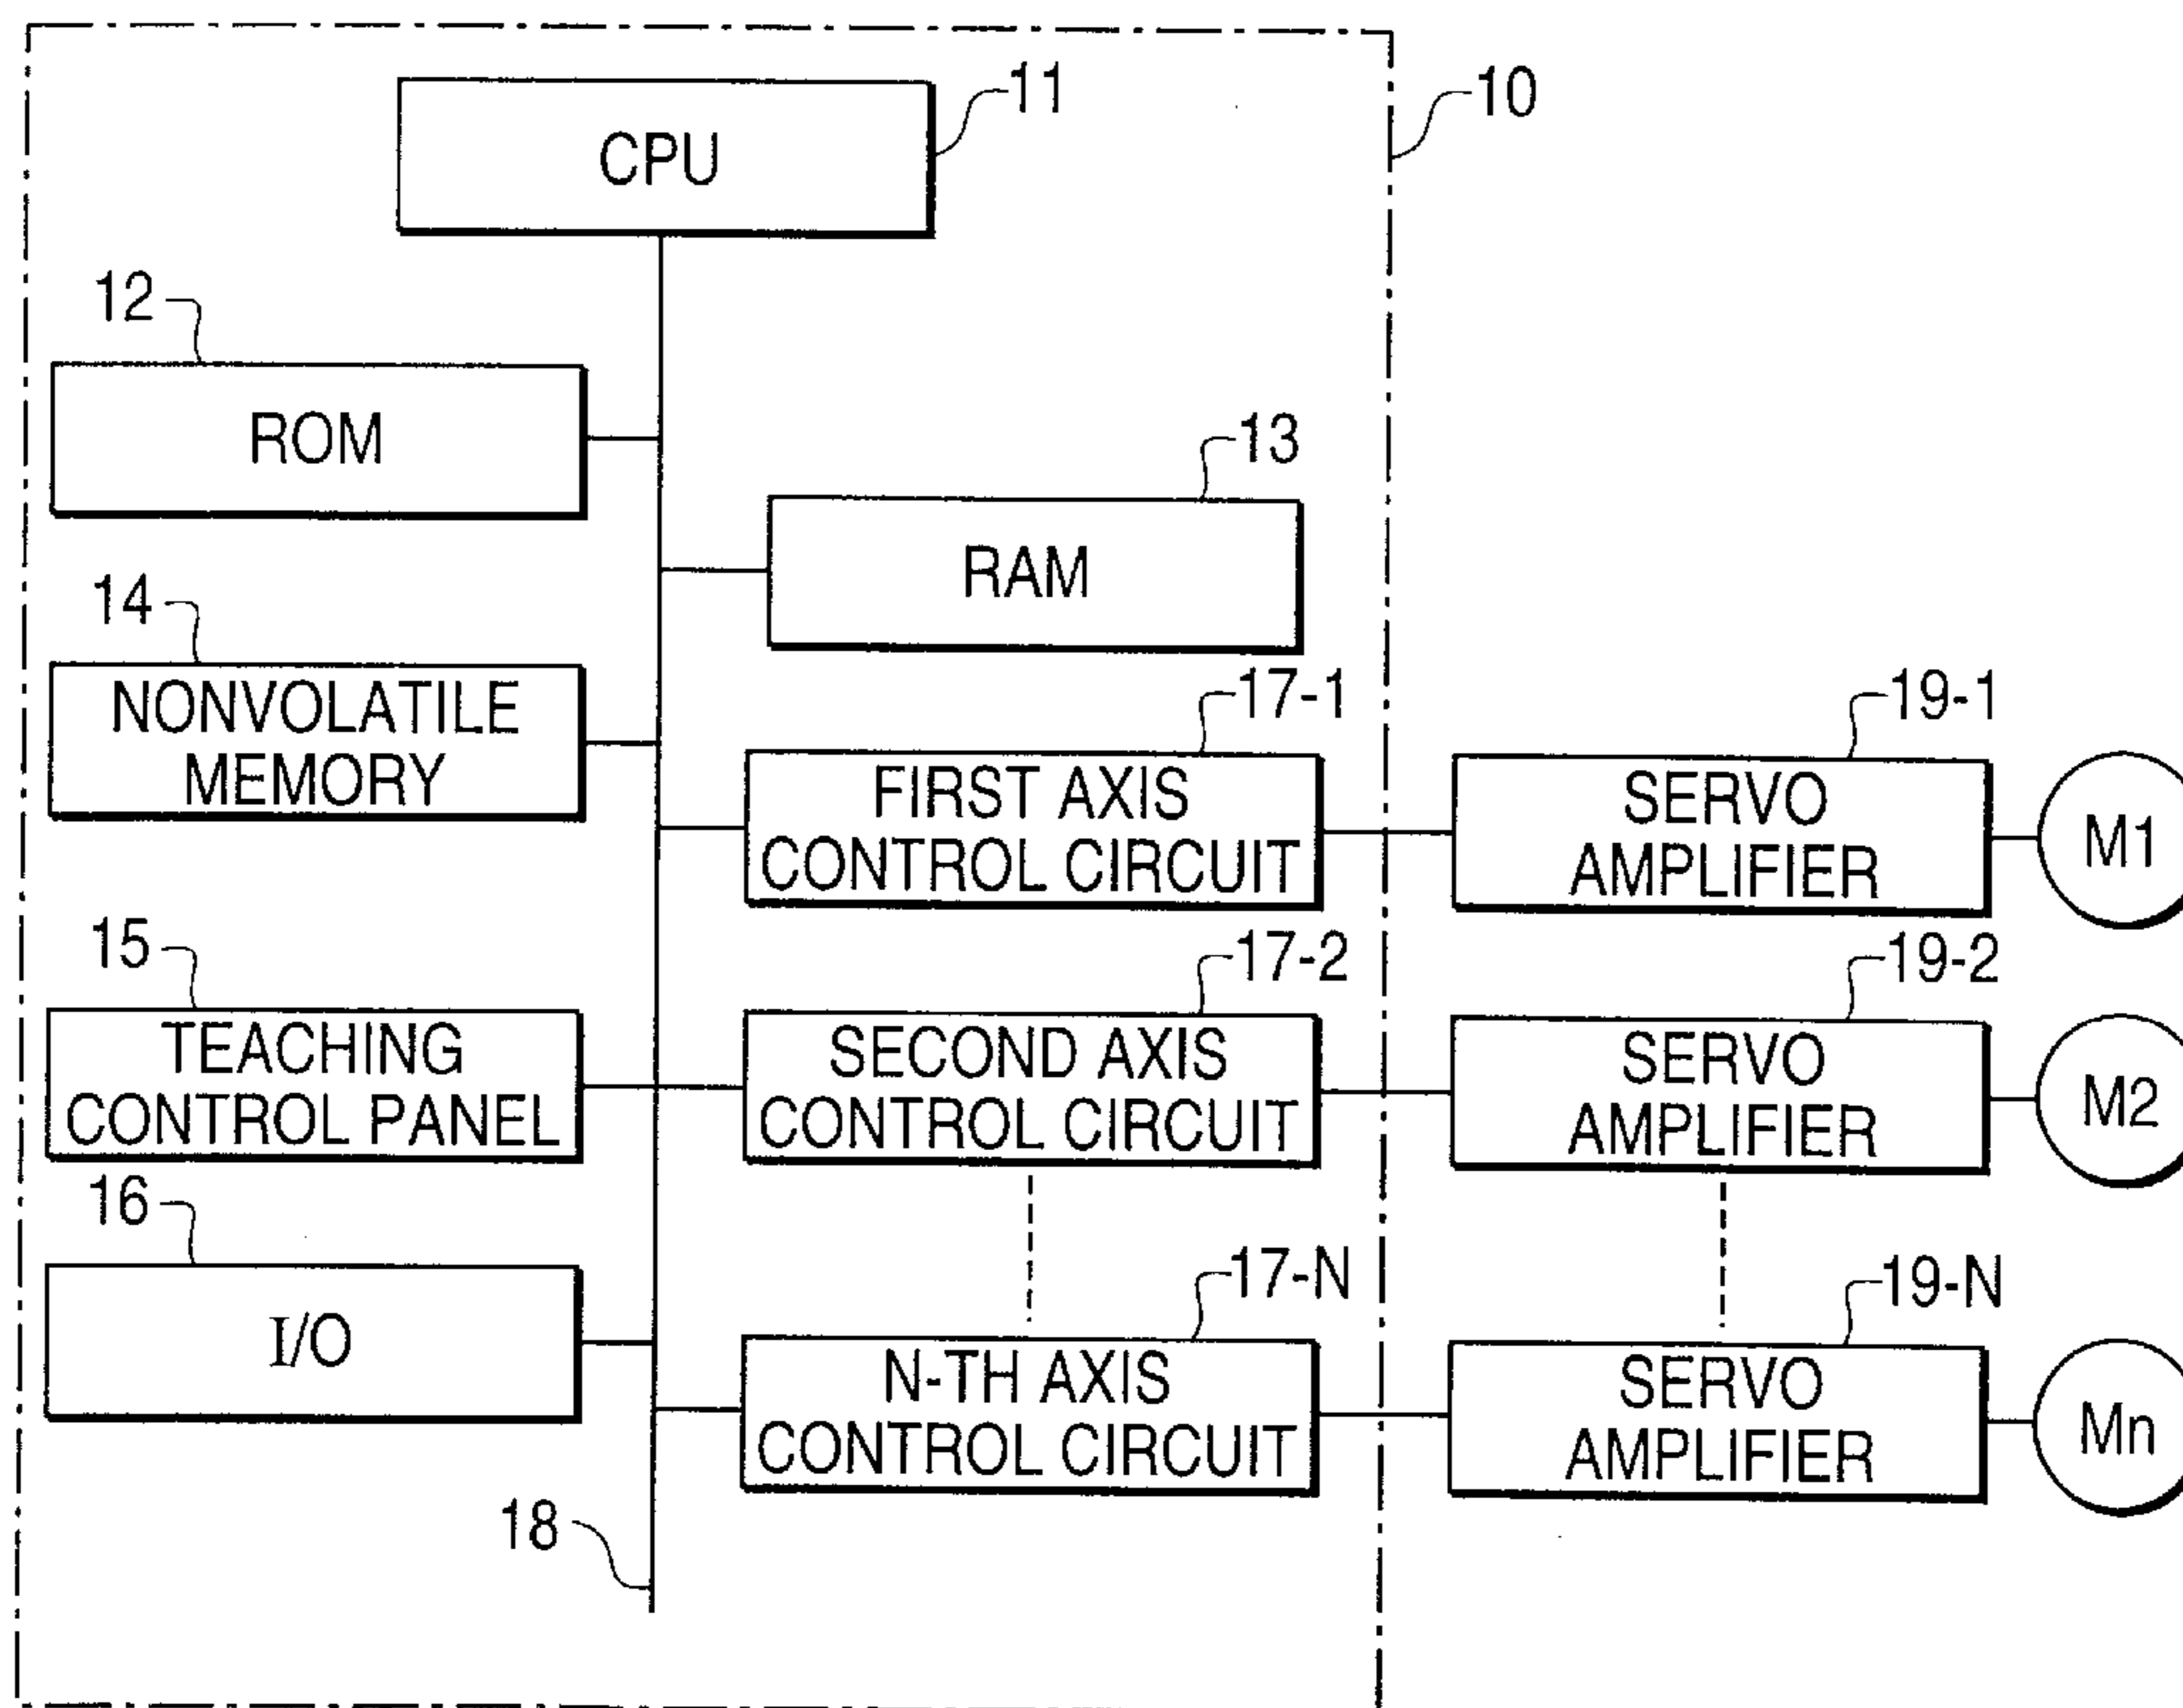 11
10
CPU
12
ROM
13
RAM
14
NONVOLATILE
MEMORY
17-1
FIRST AXIS
CONTROL CIRCUIT
19-1
SERVO
AMPLIFIER
M1
15
TEACHING
CONTROL PANEL
17-2
SECOND AXIS
CONTROL CIRCUIT
19-2
SERVO
AMPLIFIER
M2
16
I/O
17-N
N-TH AXIS
CONTROL CIRCUIT
19-N
SERVO
AMPLIFIER
Mn
18